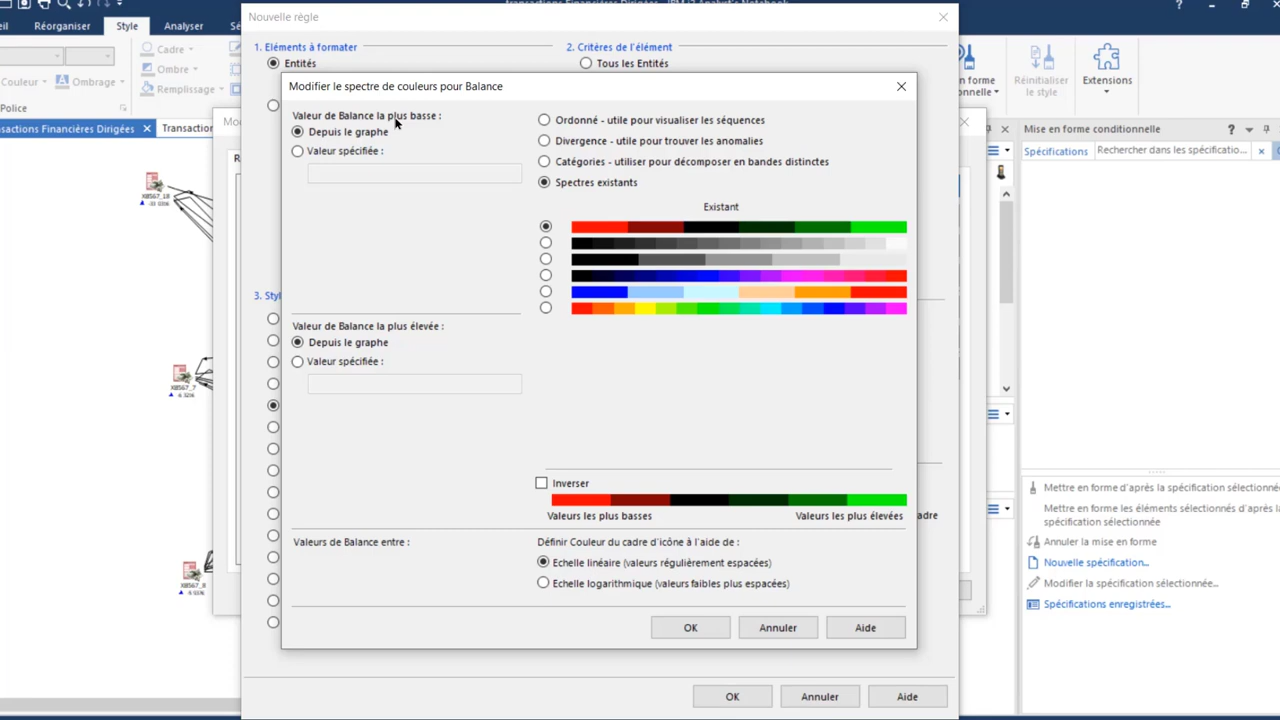 Nouvelle règle
Réorganiser
Style
Analyser
Cadre
Ombre
Remplissage
Couleur
Ombrage
Police
Réinitialiser
le style
Extensions
1. Eléments à formater
2. Critères de l'élément
Entités
Tous les Entités
Modifier le spectre de couleurs pour Balance
Valeur de Balance la plus basse :
Depuis le graphe
Valeur spécifiée :
Ordonné - utile pour visualiser les séquences
Divergence - utile pour trouver les anomalies
Catégories - utiliser pour décomposer en bandes distinctes
Spectres existants
Existant
Valeur de Balance la plus élevée :
Depuis le graphe
Valeur spécifiée :
Inverser
Valeurs les plus basses
Valeurs les plus élevées
Valeurs de Balance entre :
Définir Couleur du cadre d'icône à l'aide de :
Echelle linéaire (valeurs régulièrement espacées)
Echelle logarithmique (valeurs faibles plus espacées)
OK
Annuler
Aide
OK
Annuler
Aide
3. Styl
adre
sactions Financières Dirigées
Transaction
X8567_7
X8567_8
Mise en forme conditionnelle
Spécifications
Rechercher dans les spécificatio...
Mettre en forme d'après la spécification sélectionnée
Mettre en forme les éléments sélectionnés d'après la
spécification sélectionnée
Annuler la mise en forme
Nouvelle spécification...
Modifier la spécification sélectionnée...
Spécifications enregistrées...